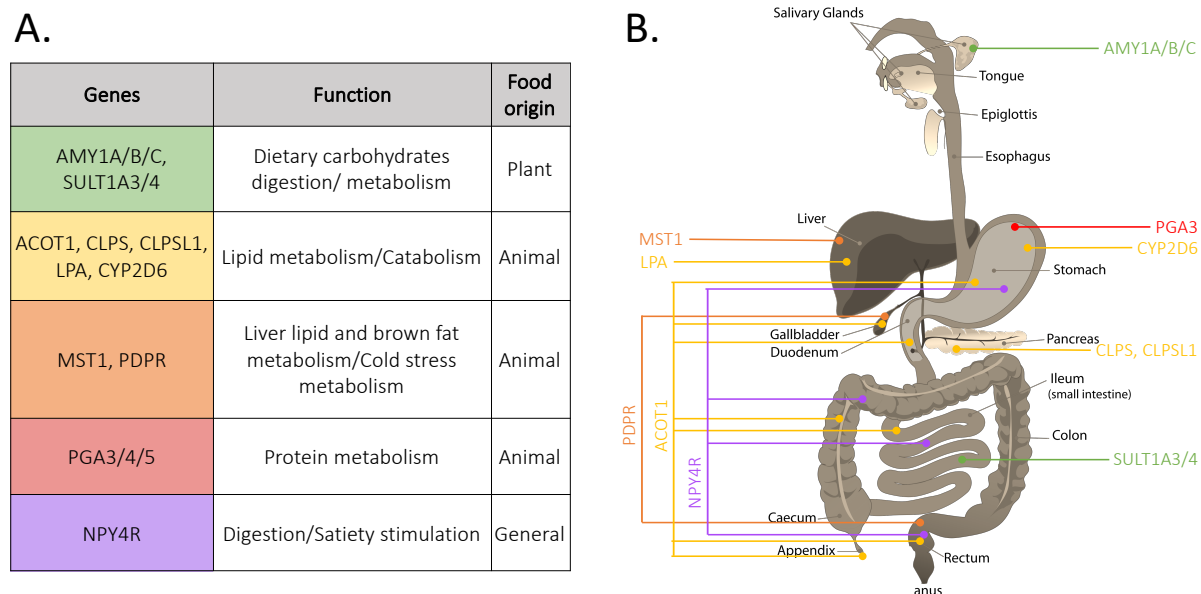 A.
Genes
Function
Food
origin
AMY1A/B/C,
SULT1A3/4
Dietary carbohydrates
digestion/ metabolism
Plant
ACOT1, CLPS, CLPSL1,
LPA, CYP2D6
Lipid metabolism/Catabolism
Animal
MST1, PDPR
Liver lipid and brown fat
metabolism/Cold stress
metabolism
Animal
PGA3/4/5
Protein metabolism
Animal
NPY4R
Digestion/Satiety stimulation
General
B.
Salivary Glands
AMY1A/B/C
Tongue
Epiglottis
Esophagus
Liver
PGA3
MST1
CYP2D6
LPA
Stomach
Gallbladder
Duodenum
Pancreas
CLPS, CLPSL1
Ileum
(small intestine)
PDPR
ACOT1
NPY4R
Colon
SULT1A3/4
Caecum
Appendix
Rectum
anus